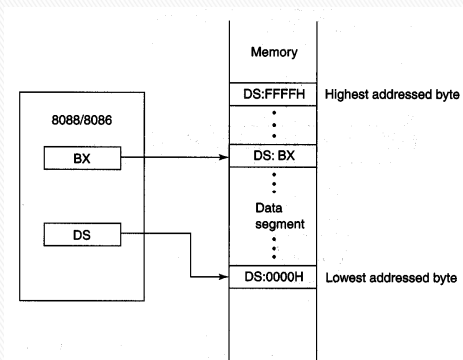 Memory
DS:FFFFH Highest addressed byte
8088/8086
BX
DS: BX
Data
segment
DS
DS:0000H Lowest addressed byte